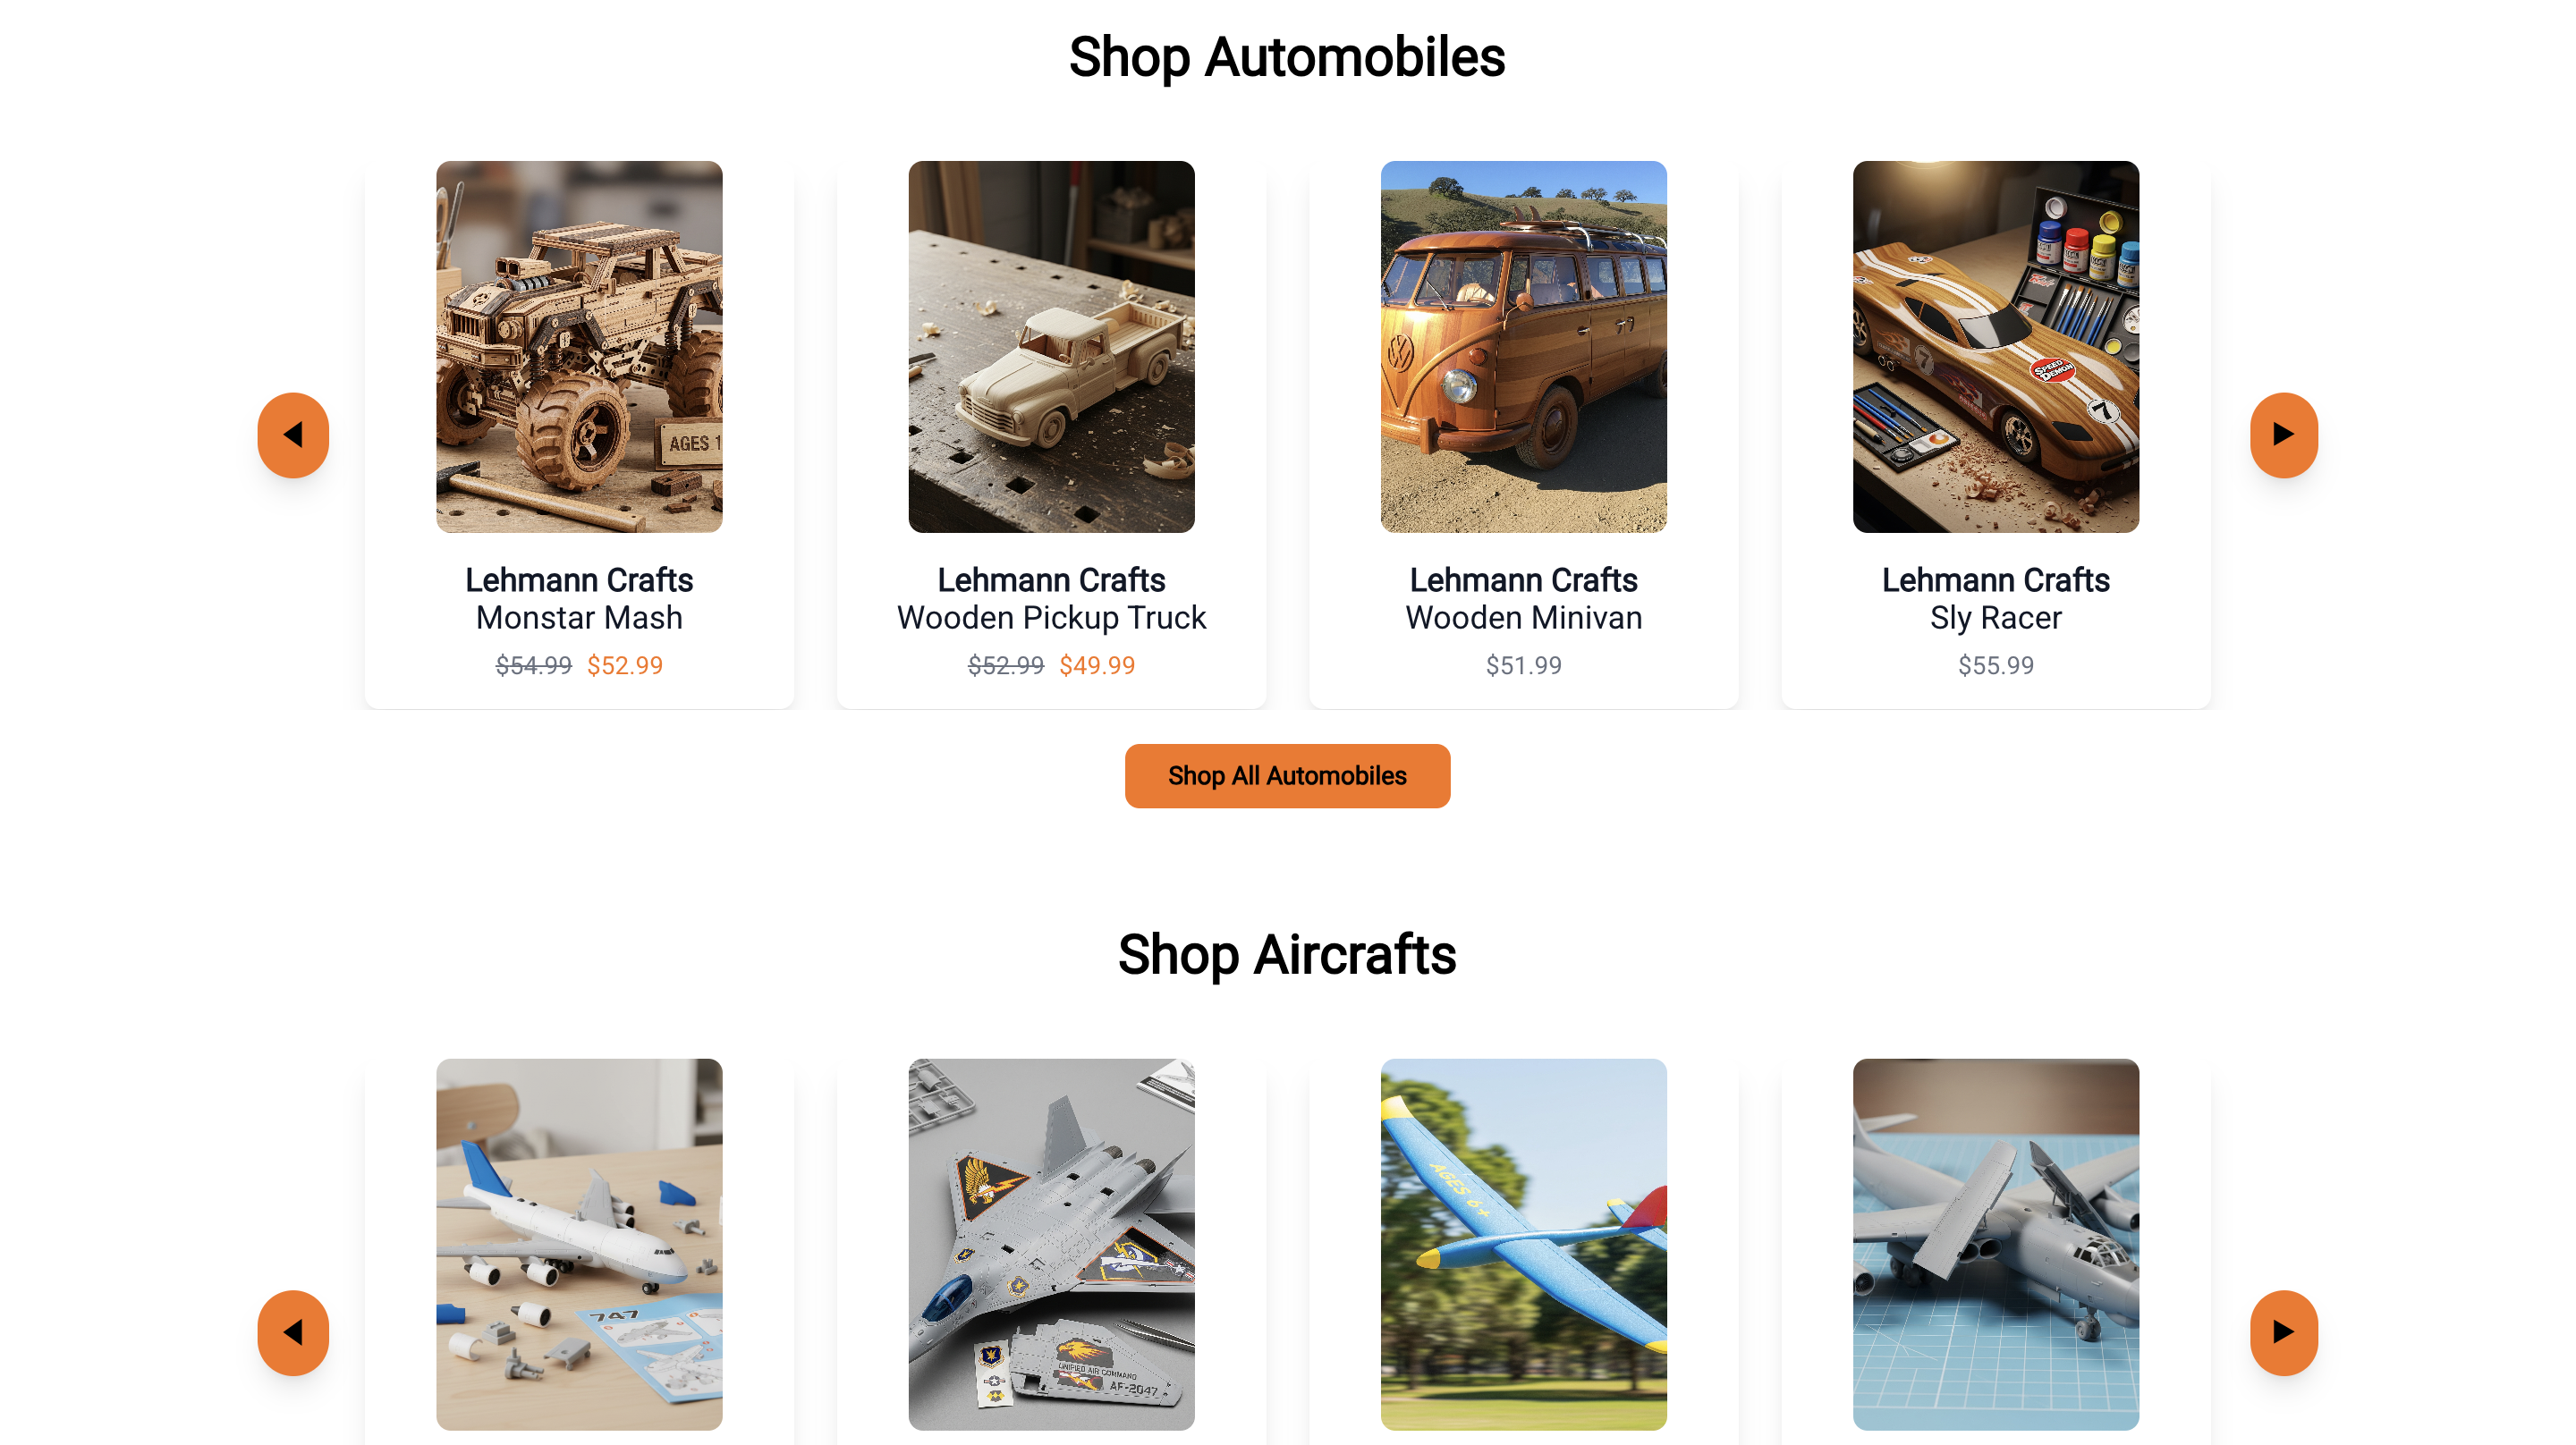 Shop Automobiles
AGES 1
SPEED DEMON
7
7
Lehmann Crafts
Monstar Mash
$54.99 $52.99
Lehmann Crafts
Wooden Pickup Truck
$52.99 $49.99
Lehmann Crafts
Wooden Minivan
$51.99
Lehmann Crafts
Sly Racer
$55.99
Shop All Automobiles
Shop Aircrafts
747
UNIFIED AIR COMMAND
AF-2047
AGES 6+